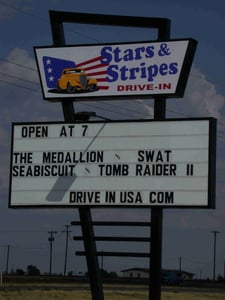 Stars &
Stripes
DRIVE-IN
OPEN AT 7
THE MEDALLION ~ SWAT
SEABISCUIT ~ TOMB RAIDER II
DRIVE IN USA COM